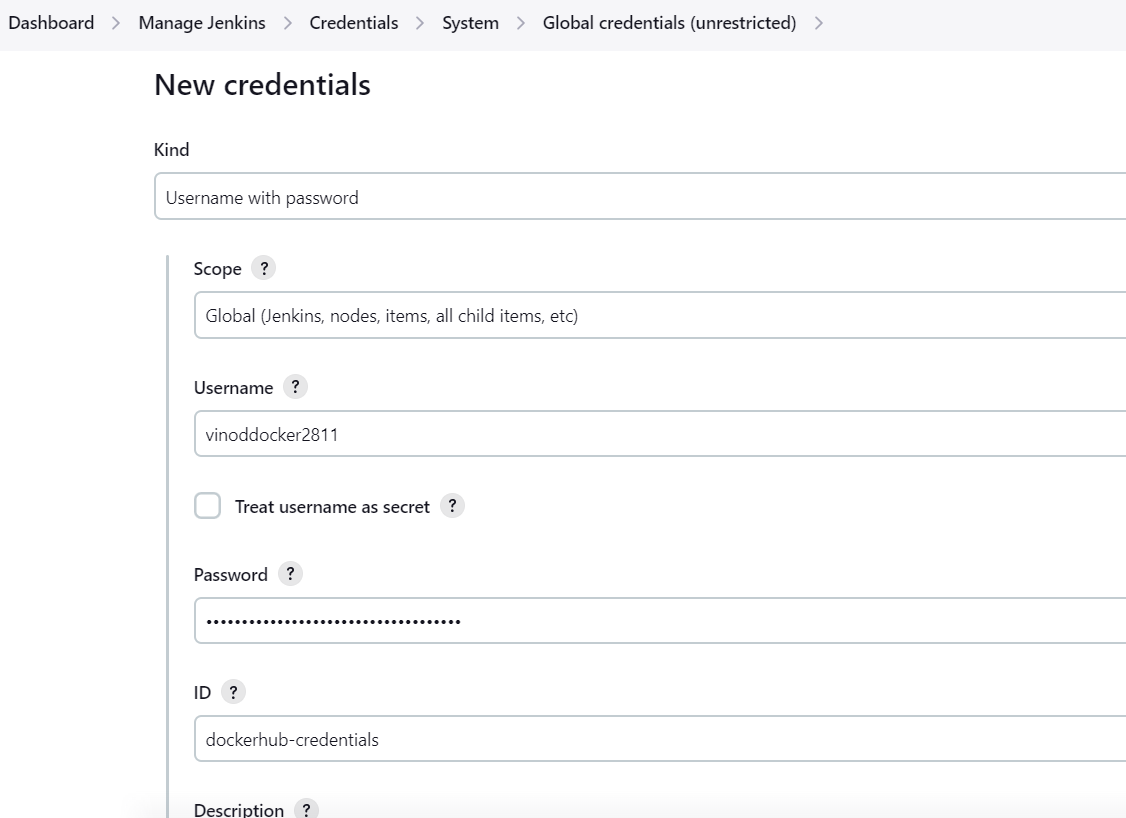 Dashboard > Manage Jenkins > Credentials > System > Global credentials (unrestricted) >
New credentials
Kind
Username with password
Scope ?
Global (Jenkins, nodes, items, all child items, etc)
Username ?
vinoddocker2811
Treat username as secret ?
Password ?
••••••••••••••••••••••••••••••••••••
ID ?
dockerhub-credentials
Description ?